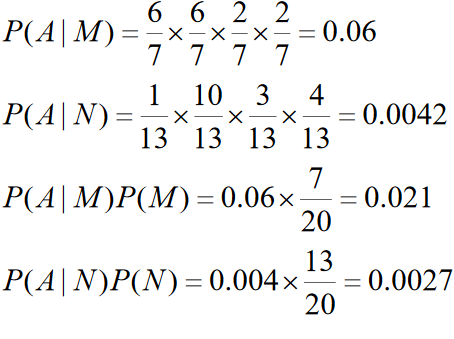 P(A|M) = 6/7 × 6/7 × 2/7 × 2/7 = 0.06
P(A|N) = 1/13 × 10/13 × 3/13 × 4/13 = 0.0042
P(A|M)P(M) = 0.06 × 7/20 = 0.021
P(A|N)P(N) = 0.004 × 13/20 = 0.0027